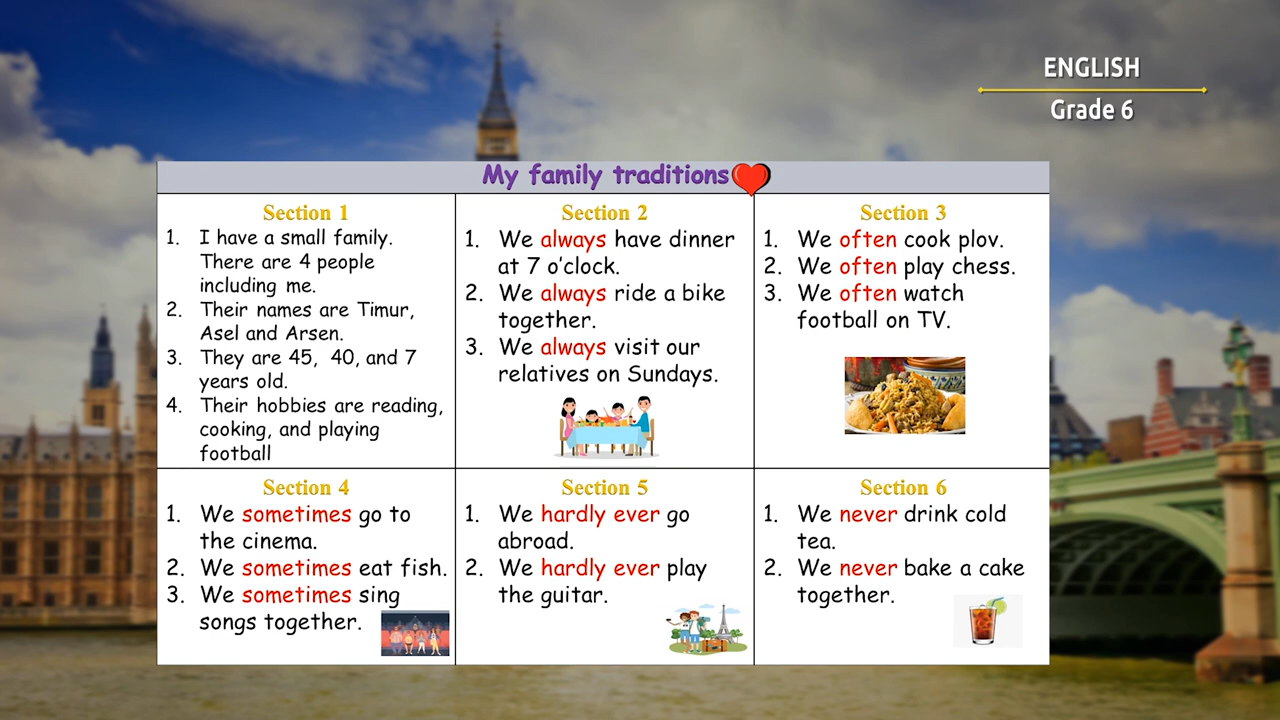 ENGLISH
Grade 6
My family traditions
Section 1
1. I have a small family.
There are 4 people
including me.
2. Their names are Timur,
Asel and Arsen.
3. They are 45, 40, and 7
years old.
4. Their hobbies are reading,
cooking, and playing
football
Section 2
1. We always have dinner
at 7 o'clock.
2. We always ride a bike
together.
3. We always visit our
relatives on Sundays.
Section 3
1. We often cook plov.
2. We often play chess.
3. We often watch
football on TV.
Section 4
1. We sometimes go to
the cinema.
2. We sometimes eat fish.
3. We sometimes sing
songs together.
Section 5
1. We hardly ever go
abroad.
2. We hardly ever play
the guitar.
Section 6
1. We never drink cold
tea.
2. We never bake a cake
together.